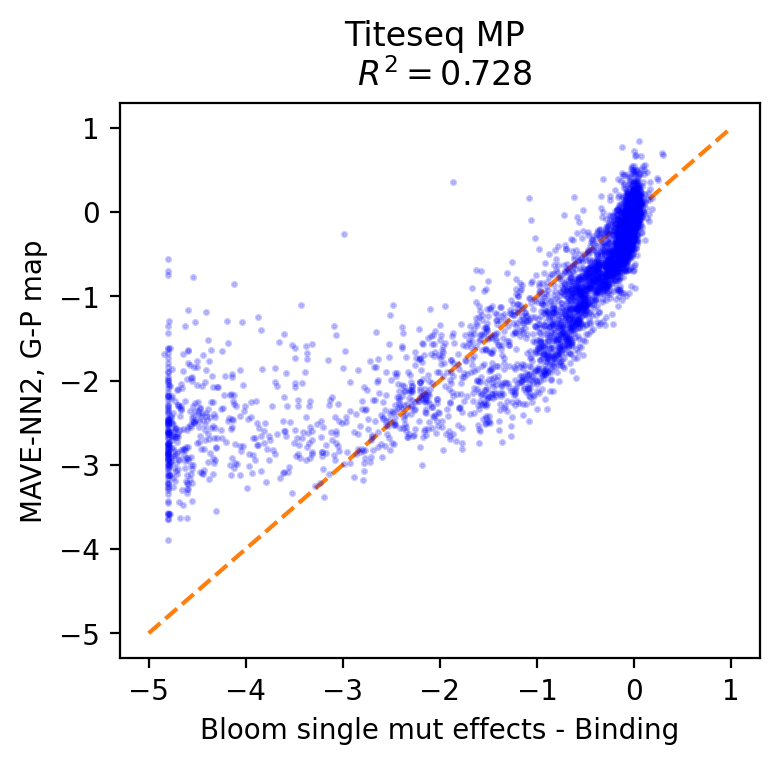 Titeseq MP
R² = 0.728
MAVE-NN2, G-P map
1
0
−1
−2
−3
−4
−5
−5 −4 −3 −2 −1 0 1
Bloom single mut effects - Binding